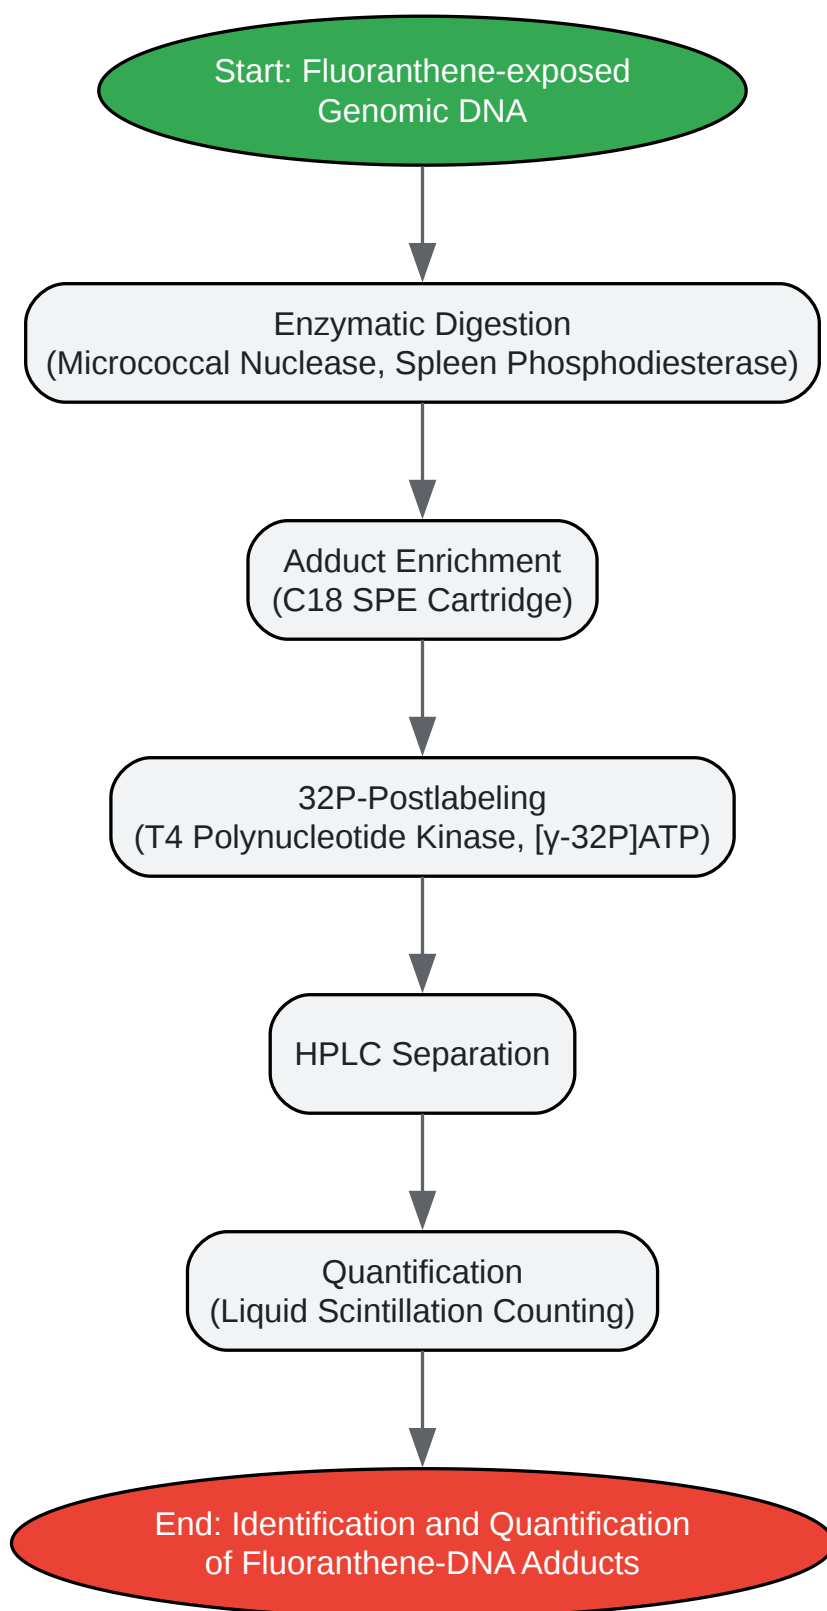 Start: Fluoranthene-exposed
Genomic DNA
Enzymatic Digestion
(Micrococcal Nuclease, Spleen Phosphodiesterase)
Adduct Enrichment
(C18 SPE Cartridge)
32P-Postlabeling
(T4 Polynucleotide Kinase, [γ-32P]ATP)
HPLC Separation
Quantification
(Liquid Scintillation Counting)
End: Identification and Quantification
of Fluoranthene-DNA Adducts